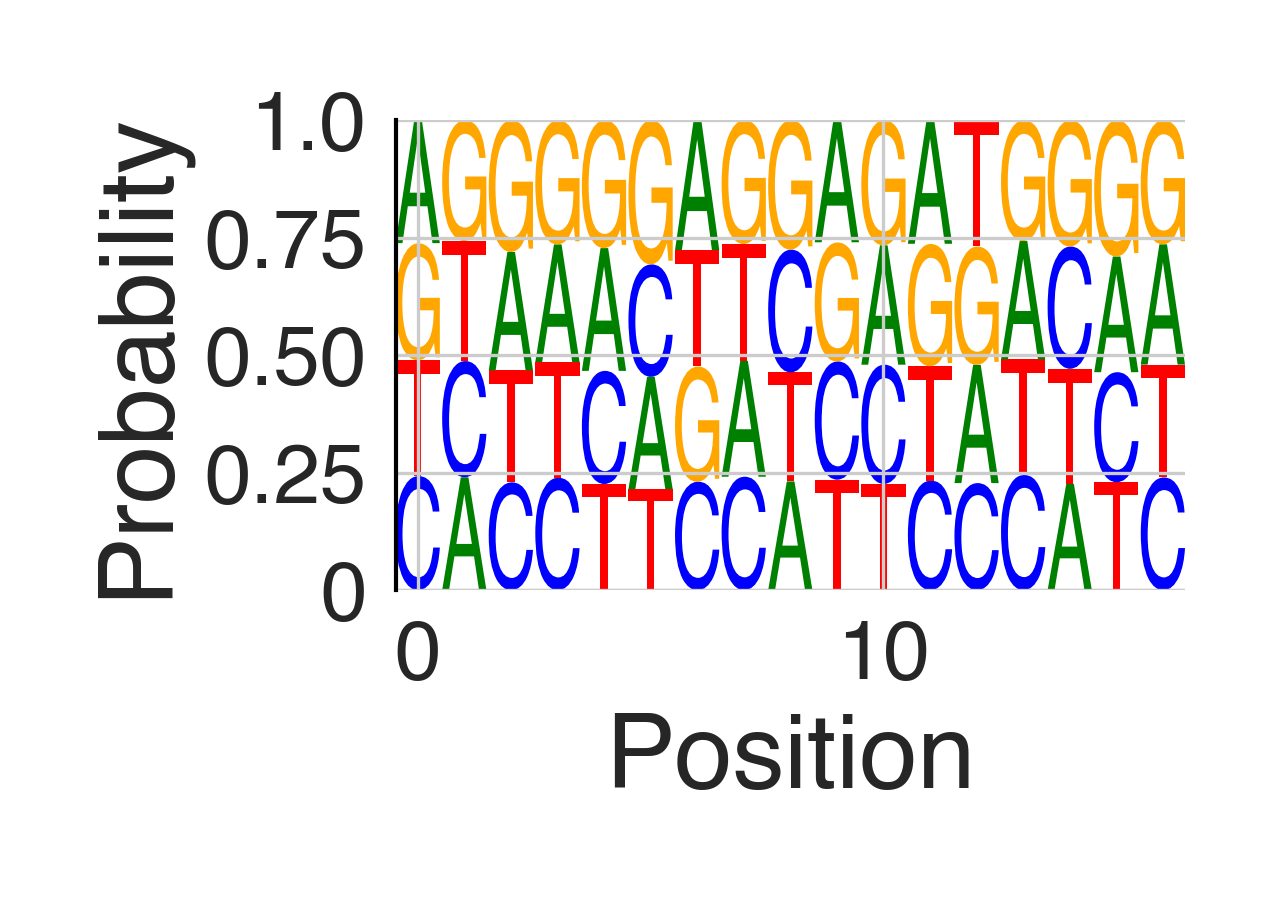 Probability
1.0
0.75
0.50
0.25
0
AGGGGGAGGAGATGGGG
GTAAACTTCGAGGACAA
TCTTCAGATCCTATTCT
CACCTTCCATTCCCATC
0 10
Position